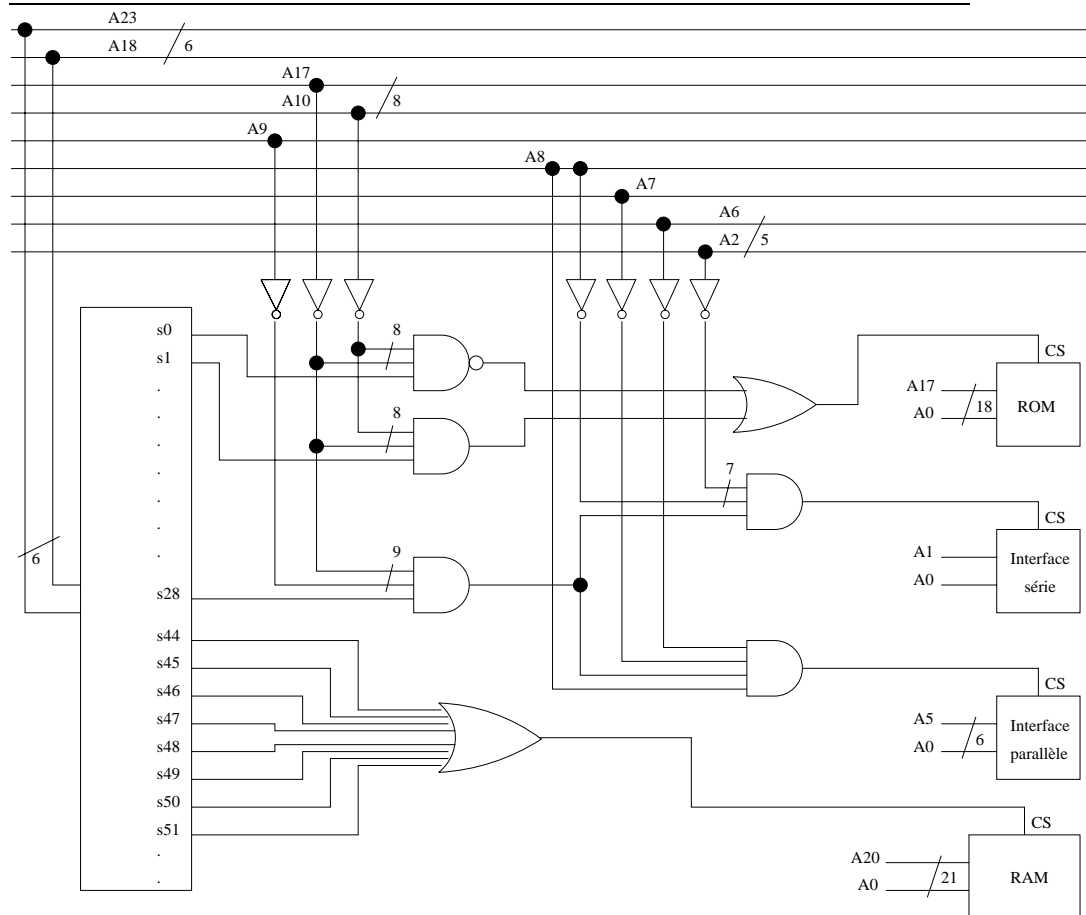 A23
A18 6
A17
A10 8
A9
A8
A7
A6
A2 5
s0
s1
.
.
.
.
.
.
.
s28
s44
s45
s46
s47
s48
s49
s50
s51
.
.
6
8
8
9
7
CS
A17
A0 18
ROM
CS
A1
A0
Interface
série
CS
A5
A0 6
Interface
parallèle
CS
A20
A0 21
RAM